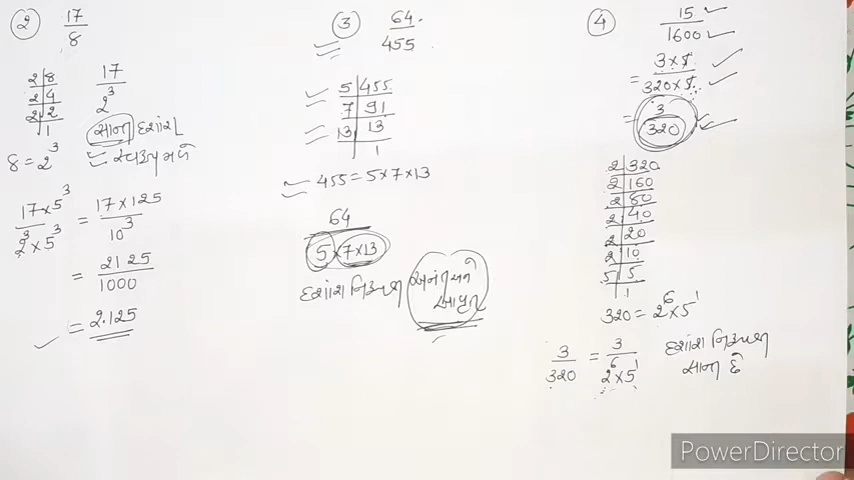 2 17/8
2 | 8
2 | 4
2 | 2
1
17/2³
8 = 2³
સાન્ત દશાંશ
સ્વરૂપ મળે
17×5³/2³×5³ = 17×125/10³
= 2125/1000
= 2.125
3 64/455
5 | 455
7 | 91
13 | 13
1
455 = 5×7×13
64/5×7×13
દશાંશ નિરૂપણ અનંત અને
આવૃત્ત
4 15/1600
= 3×5/320×5
= 3/320
2 | 320
2 | 160
2 | 80
2 | 40
2 | 20
2 | 10
5 | 5
1
320 = 2⁶×5¹
3/320 = 3/2⁶×5¹
દશાંશ નિરૂપણ
સાન્ત છે
PowerDirector